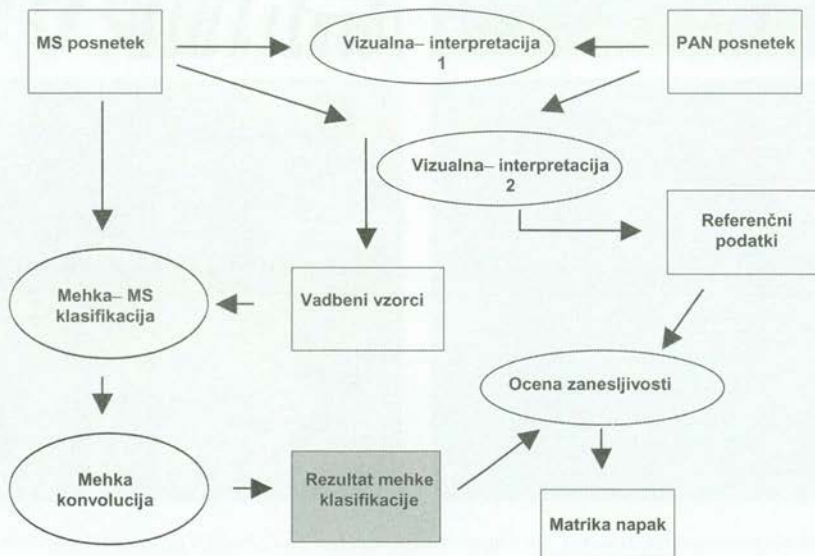 MS posnetek
Vizualna– interpretacija
1
PAN posnetek
Vizualna– interpretacija
2
Referenčni
podatki
Mehka– MS
klasifikacija
Vadbeni vzorci
Ocena zanesljivosti
Mehka
konvolucija
Rezultat mehke
klasifikacije
Matrika napak